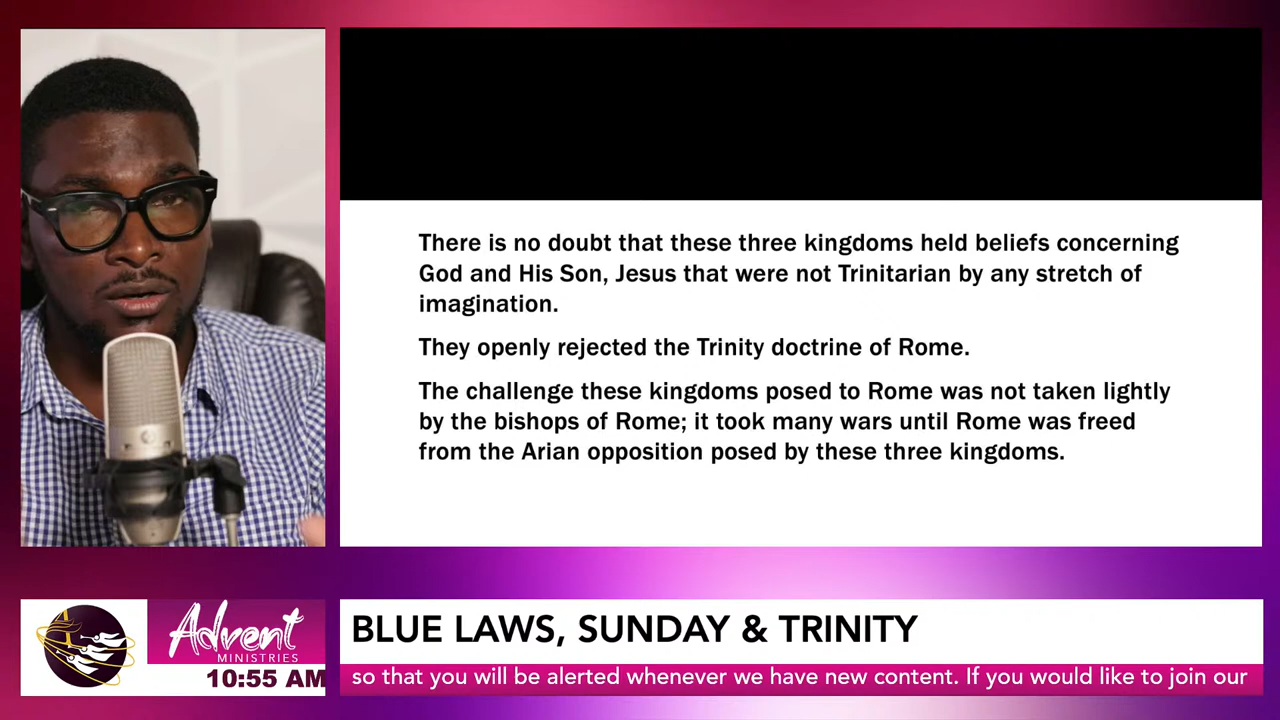 There is no doubt that these three kingdoms held beliefs concerning
God and His Son, Jesus that were not Trinitarian by any stretch of
imagination.
They openly rejected the Trinity doctrine of Rome.
The challenge these kingdoms posed to Rome was not taken lightly
by the bishops of Rome; it took many wars until Rome was freed
from the Arian opposition posed by these three kingdoms.
Advent
MINISTRIES
10:55 AM
BLUE LAWS, SUNDAY & TRINITY
so that you will be alerted whenever we have new content. If you would like to join our